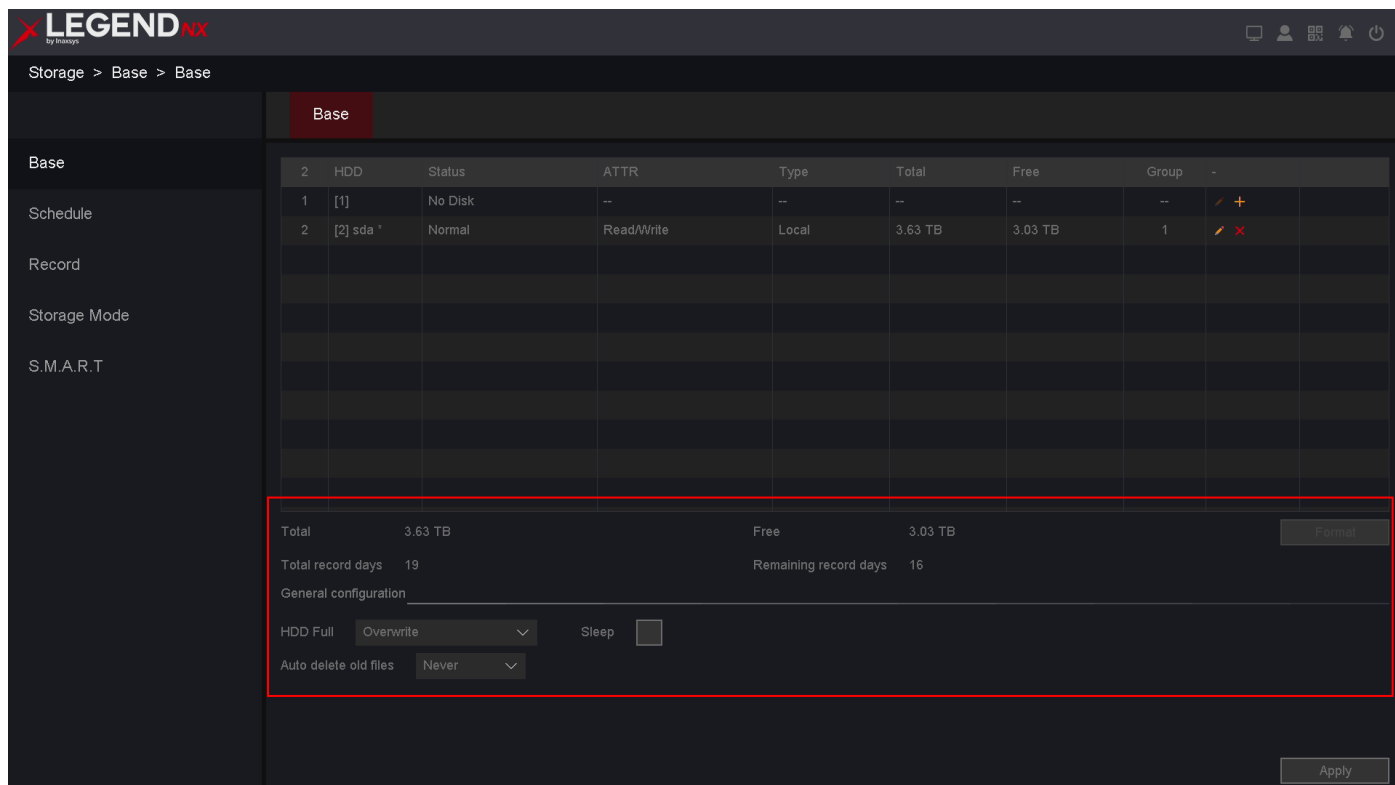 LEGEND NX
by Inaxsys
Storage > Base > Base
Base
Base
Schedule
Record
Storage Mode
S.M.A.R.T
2 HDD Status ATTR Type Total Free Group -
1 [1] No Disk -- -- -- -- --
2 [2] sda * Normal Read/Write Local 3.63 TB 3.03 TB 1
Total 3.63 TB Free 3.03 TB Format
Total record days 19 Remaining record days 16
General configuration
HDD Full Overwrite Sleep
Auto delete old files Never
Apply